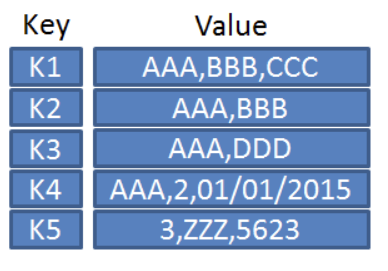 Key Value
K1 AAA,BBB,CCC
K2 AAA,BBB
K3 AAA,DDD
K4 AAA,2,01/01/2015
K5 3,ZZZ,5623